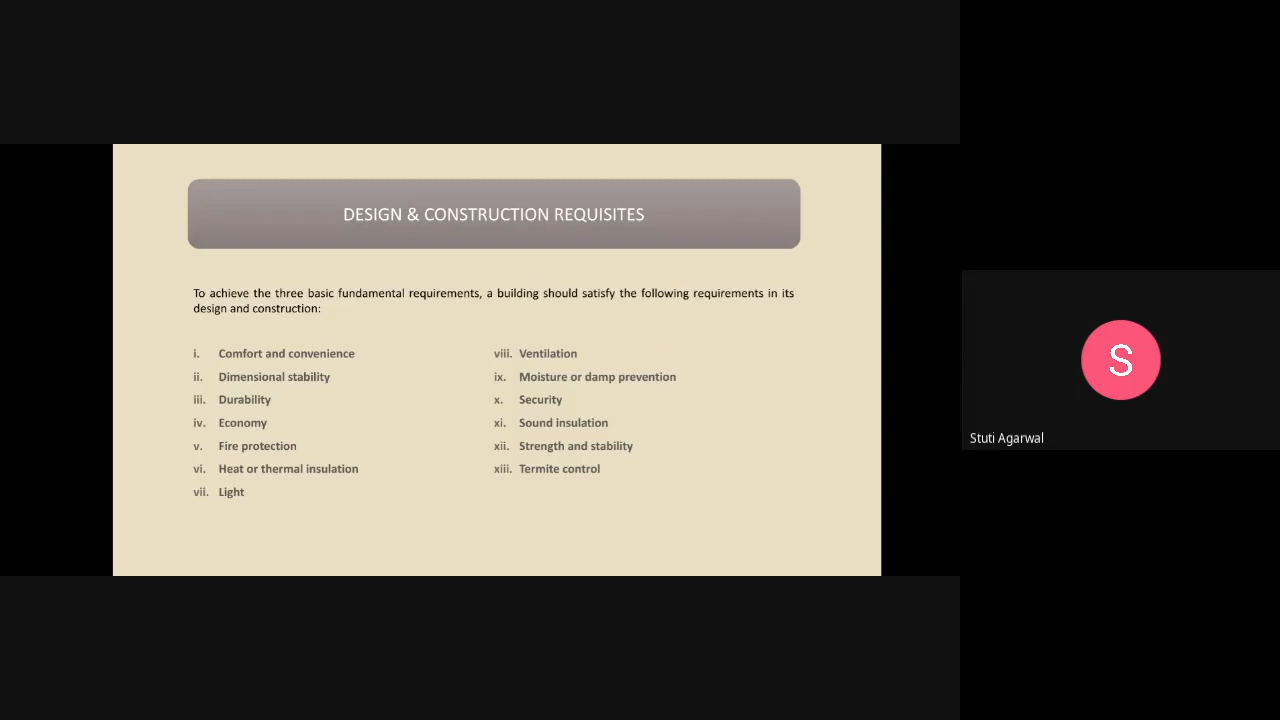 DESIGN & CONSTRUCTION REQUISITES
To achieve the three basic fundamental requirements, a building should satisfy the following requirements in its
design and construction:
i. Comfort and convenience
ii. Dimensional stability
iii. Durability
iv. Economy
v. Fire protection
vi. Heat or thermal insulation
vii. Light
viii. Ventilation
ix. Moisture or damp prevention
x. Security
xi. Sound insulation
xii. Strength and stability
xiii. Termite control
S
Stuti Agarwal